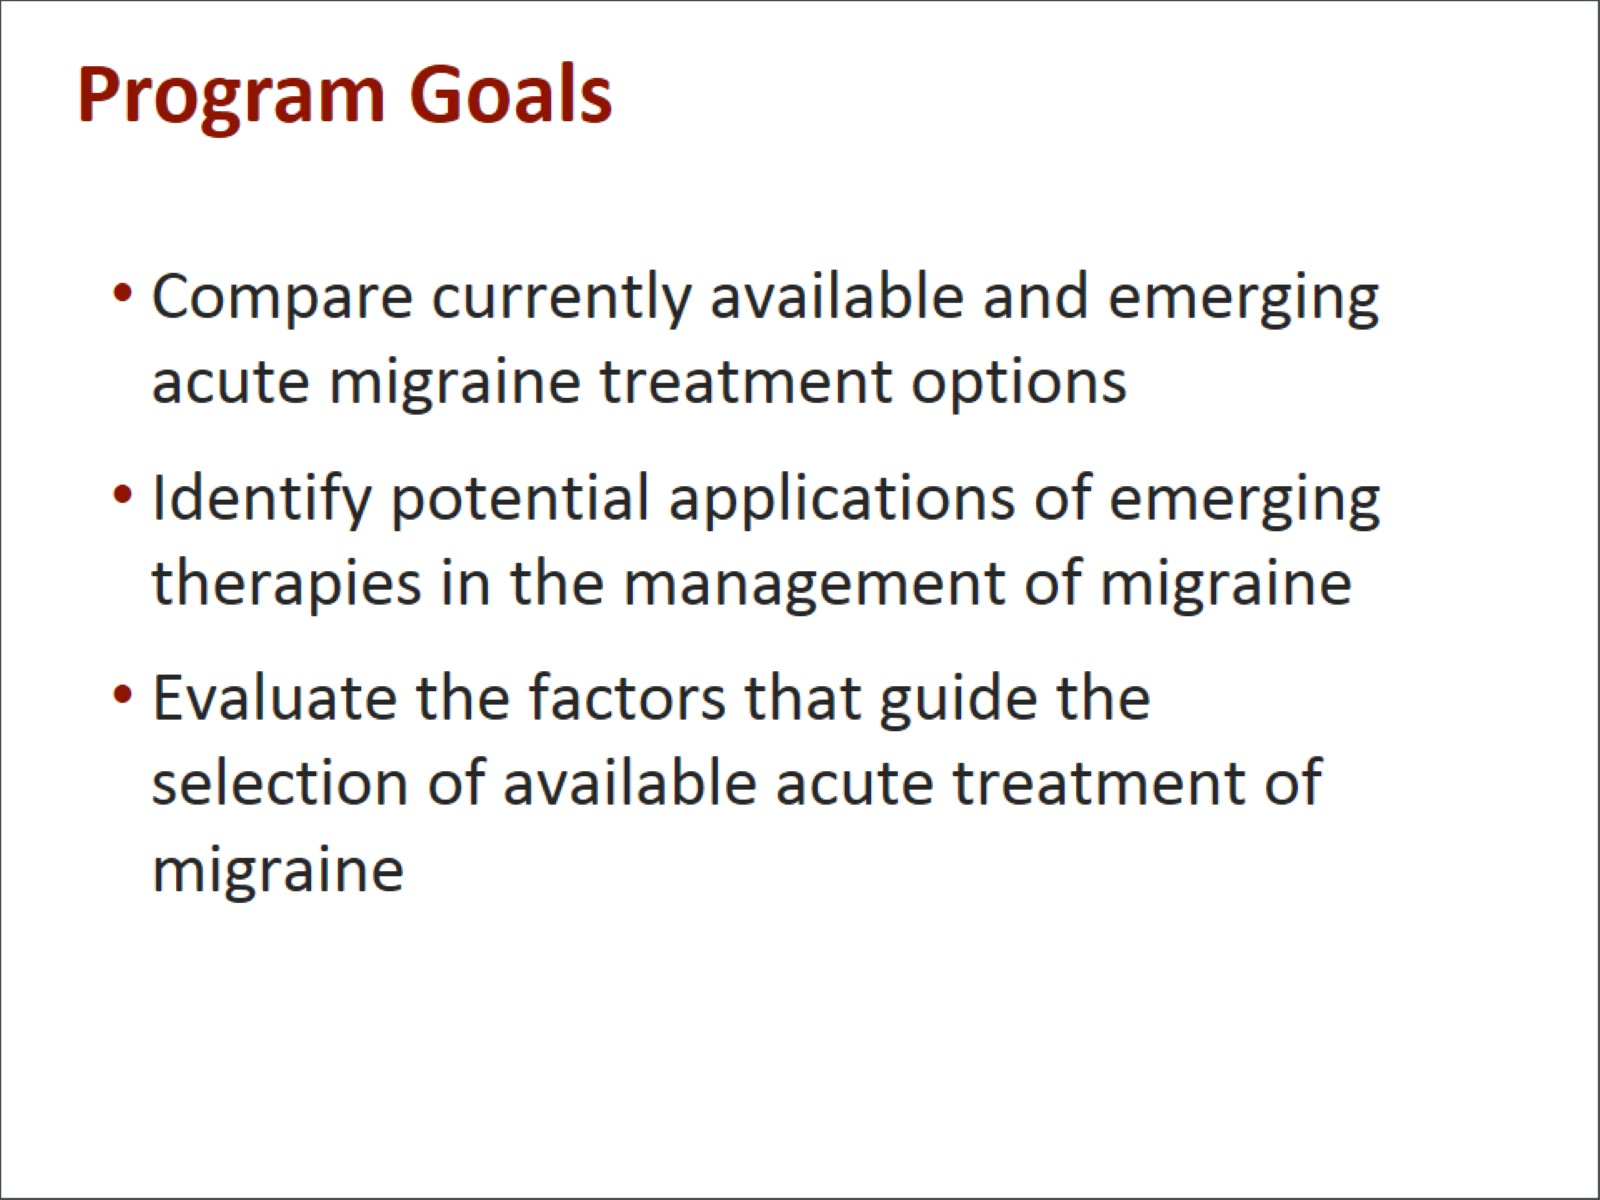 Program Goals
• Compare currently available and emerging
acute migraine treatment options
• Identify potential applications of emerging
therapies in the management of migraine
• Evaluate the factors that guide the
selection of available acute treatment of
migraine